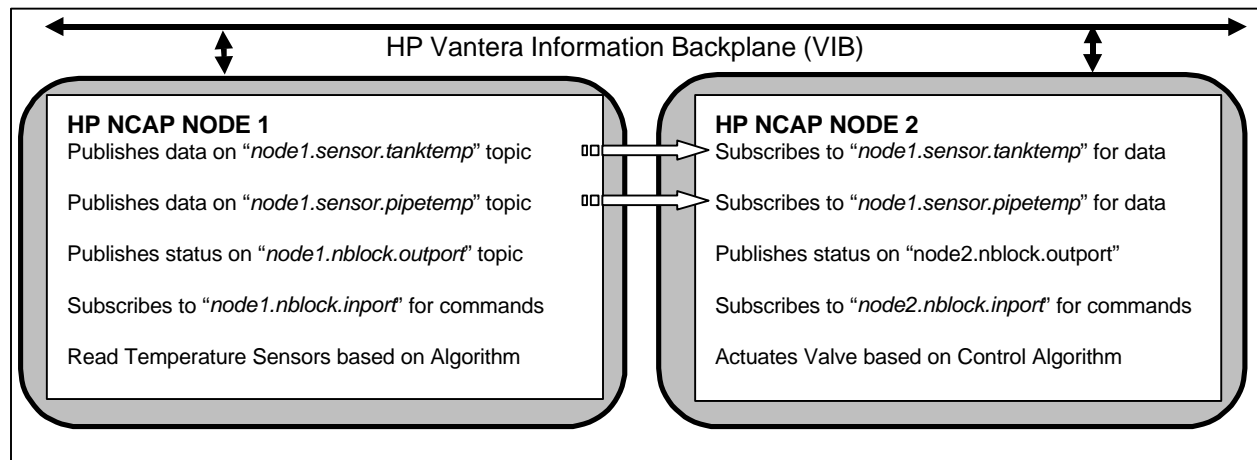 HP Vantera Information Backplane (VIB)
HP NCAP NODE 1
Publishes data on “node1.sensor.tanktemp” topic
Publishes data on “node1.sensor.pipetemp” topic
Publishes status on “node1.nblock.outport” topic
Subscribes to “node1.nblock.inport” for commands
Read Temperature Sensors based on Algorithm
HP NCAP NODE 2
Subscribes to “node1.sensor.tanktemp” for data
Subscribes to “node1.sensor.pipetemp” for data
Publishes status on “node2.nblock.outport”
Subscribes to “node2.nblock.inport” for commands
Actuates Valve based on Control Algorithm